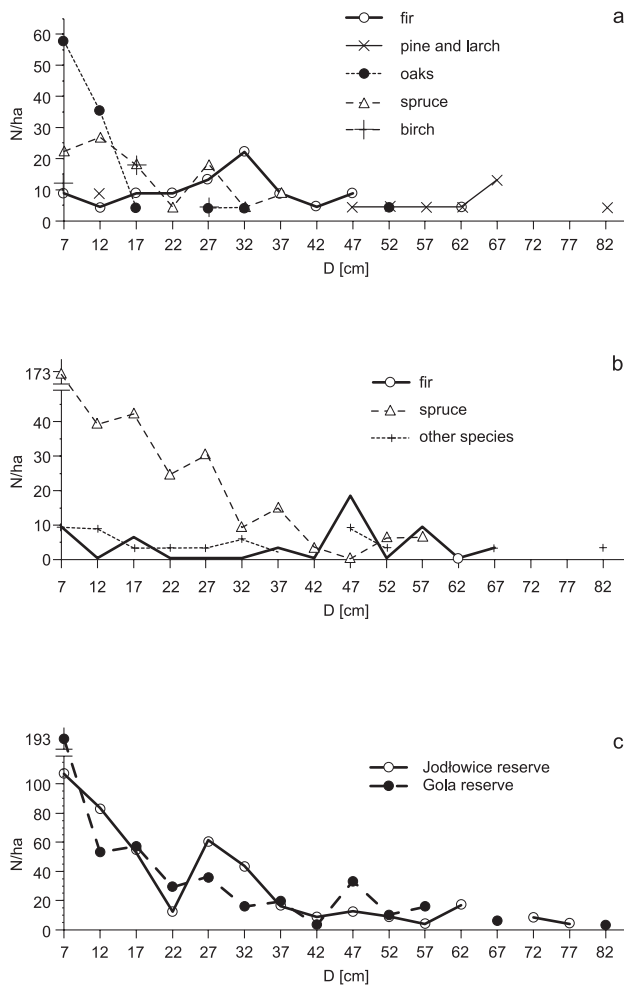 a
fir
pine and larch
oaks
spruce
birch
N/ha
60
50
40
30
20
10
0
7 12 17 22 27 32 37 42 47 52 57 62 67 72 77 82
D [cm]
b
fir
spruce
other species
N/ha
173
40
30
20
10
0
7 12 17 22 27 32 37 42 47 52 57 62 67 72 77 82
D [cm]
c
Jodłowice reserve
Gola reserve
N/ha
193
100
80
60
40
20
0
7 12 17 22 27 32 37 42 47 52 57 62 67 72 77 82
D [cm]